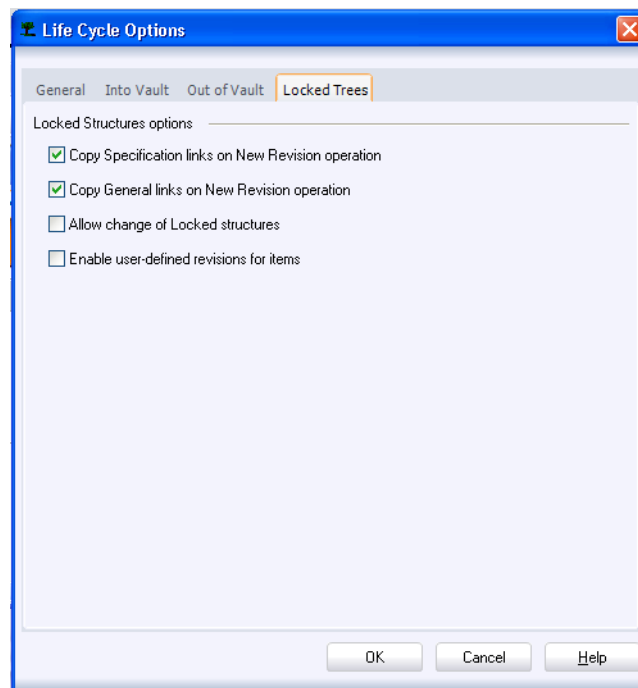 Life Cycle Options
General Into Vault Out of Vault Locked Trees
Locked Structures options
Copy Specification links on New Revision operation
Copy General links on New Revision operation
Allow change of Locked structures
Enable user-defined revisions for items
OK Cancel Help